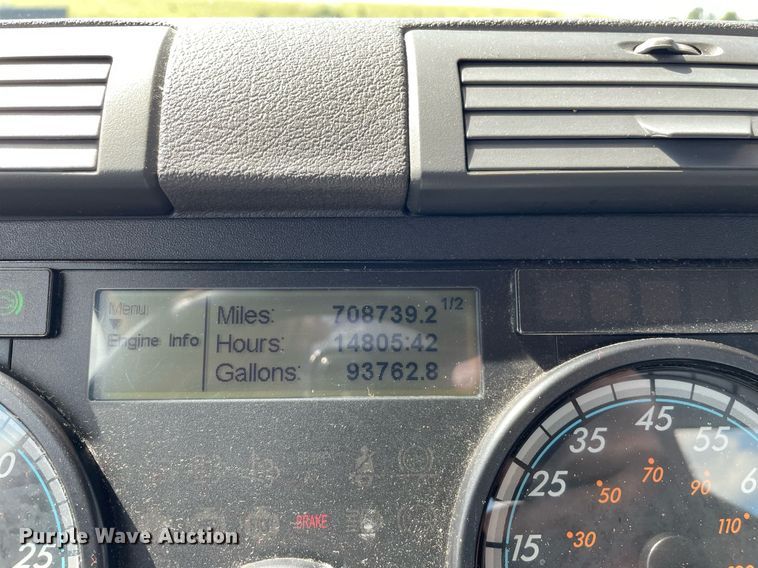 Menu
Engine Info
Miles: 708739.2
1/2
Hours: 14805:42
Gallons: 93762.8
BRAKE
25
15
25
35
45
55
30
50
70
90
110
Purple Wave Auction